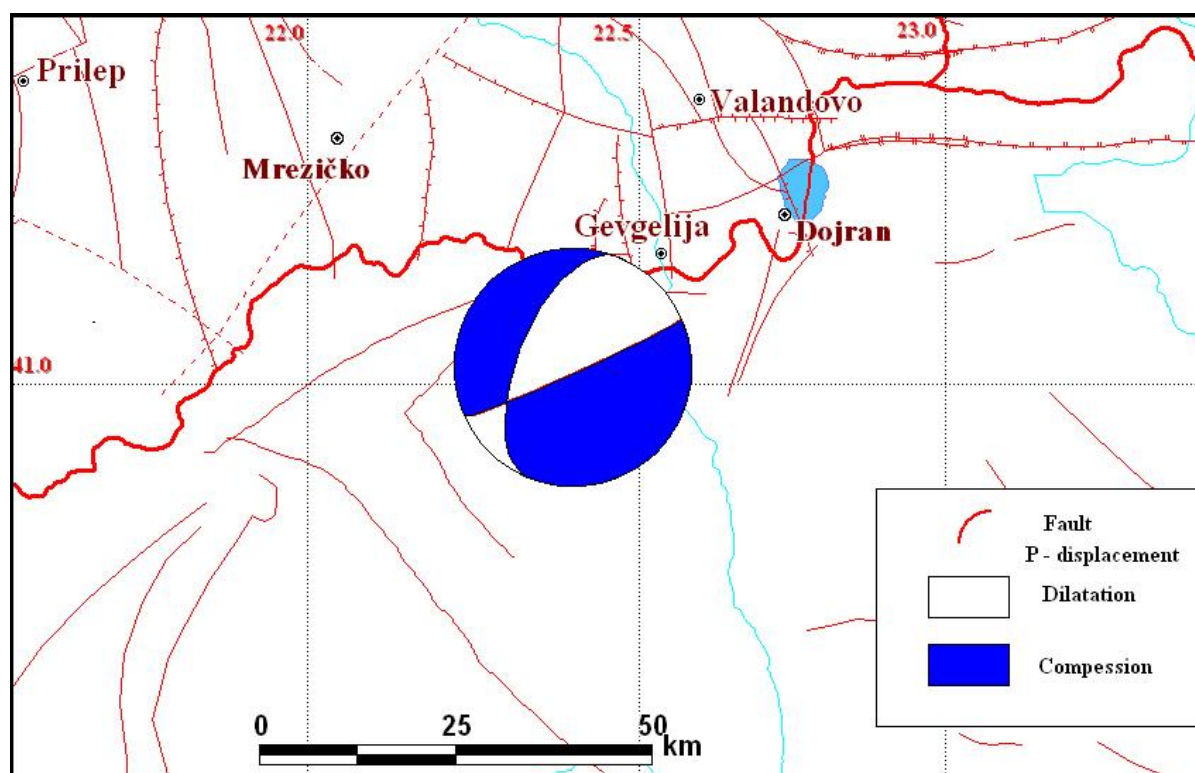 22.0
22.5
23.0
Prilep
Valandovo
Mrezičko
Gevgelija
Dojran
41.0
Fault
P - displacement
Dilatation
Compession
0
25
50
km